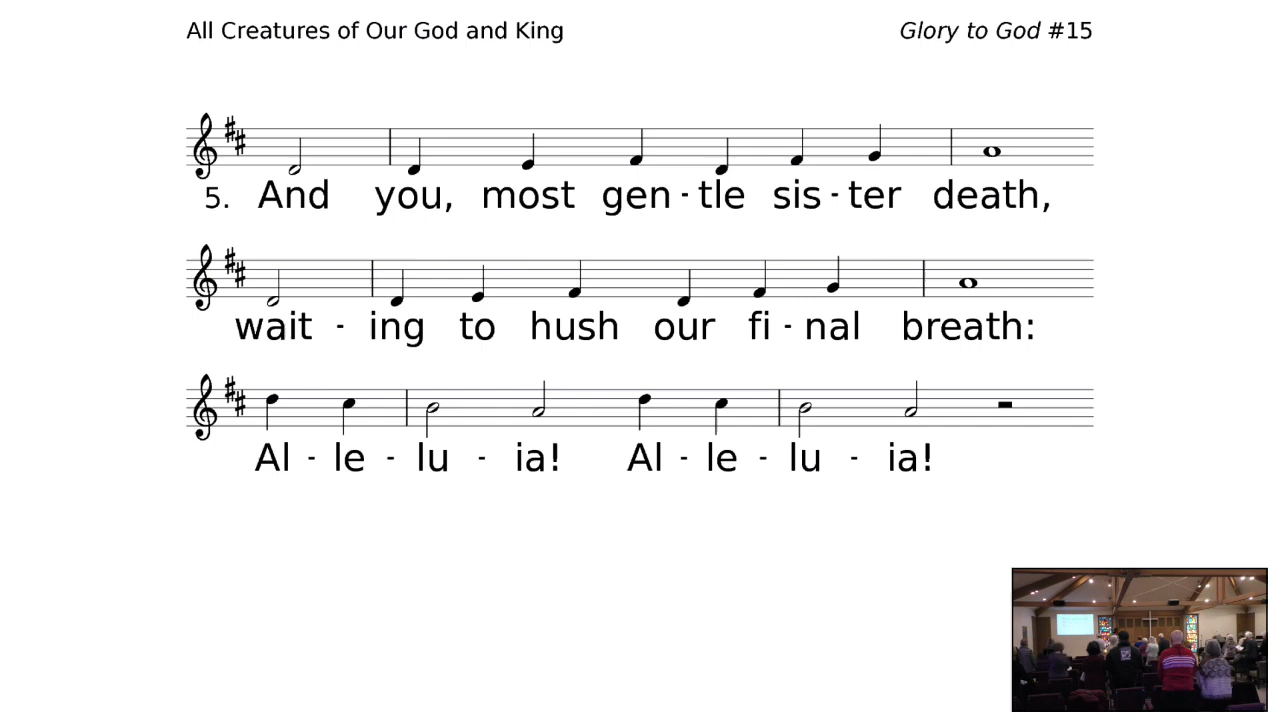 All Creatures of Our God and King
Glory to God #15
5. And you, most gen - tle sis - ter death,
wait - ing to hush our fi - nal breath:
Al - le - lu - ia! Al - le - lu - ia!